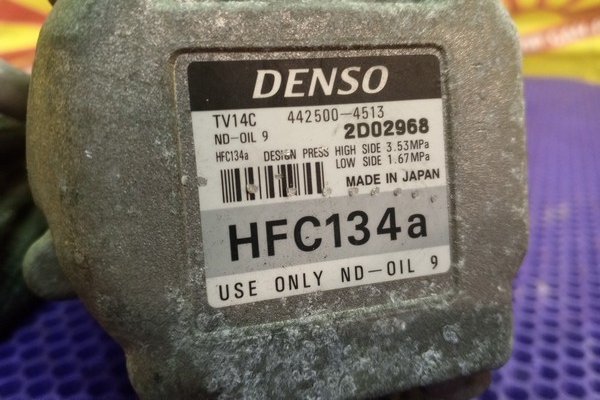 DENSO
TV14C 442500-4513
ND-OIL 9 2D02968
HFC134a DESIGN PRESS HIGH SIDE 3.53MPa
LOW SIDE 1.67MPa
MADE IN JAPAN
HFC134a
USE ONLY ND-OIL 9